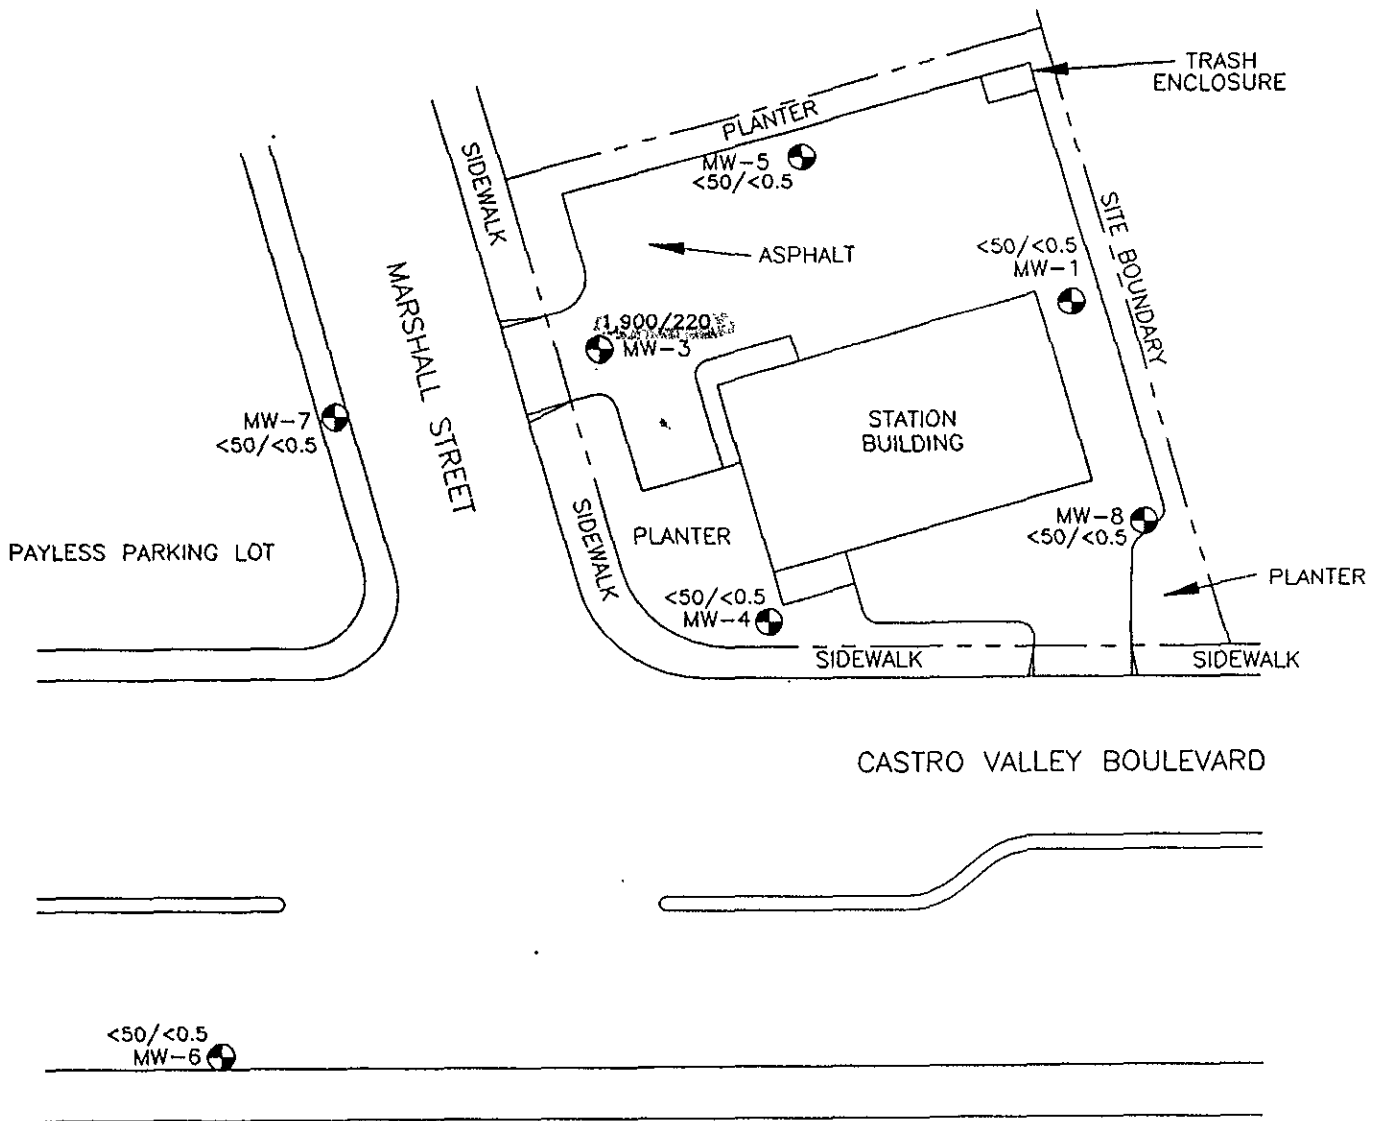 TRASH
ENCLOSURE
PLANTER
SIDEWALK
MW-5
<50/<0.5
SITE BOUNDARY
ASPHALT
<50/<0.5
MW-1
MARSHALL STREET
1,900/220
MW-3
MW-7
<50/<0.5
STATION
BUILDING
SIDEWALK
PLANTER
MW-8
<50/<0.5
PAYLESS PARKING LOT
PLANTER
<50/<0.5
MW-4
SIDEWALK
SIDEWALK
CASTRO VALLEY BOULEVARD
<50/<0.5
MW-6